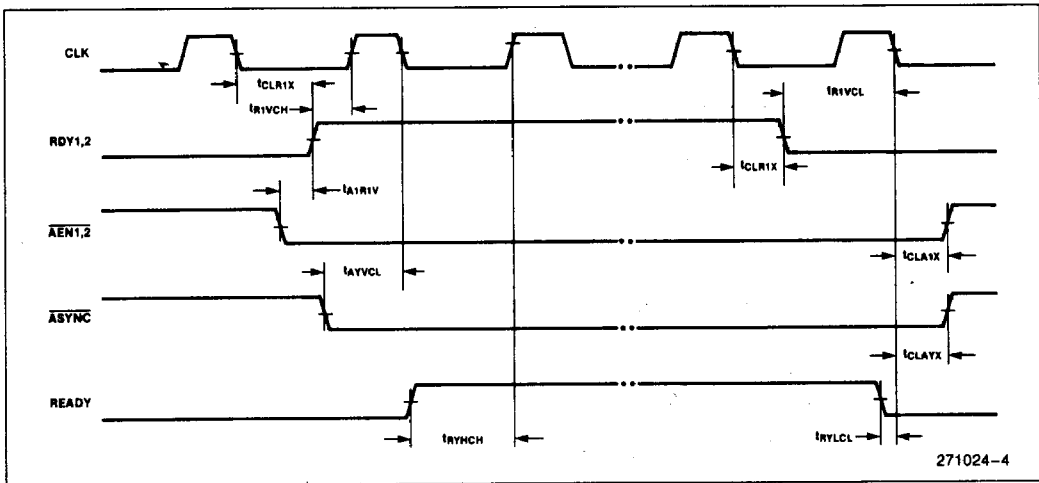 CLK
tCLR1X
tR1VCH
tR1VCL
RDY1,2
tCLR1X
tA1R1V
AEN1,2
tCLA1X
tAYVCL
ASYNC
tCLAYX
READY
tRYHCH
tRYLCL
271024-4